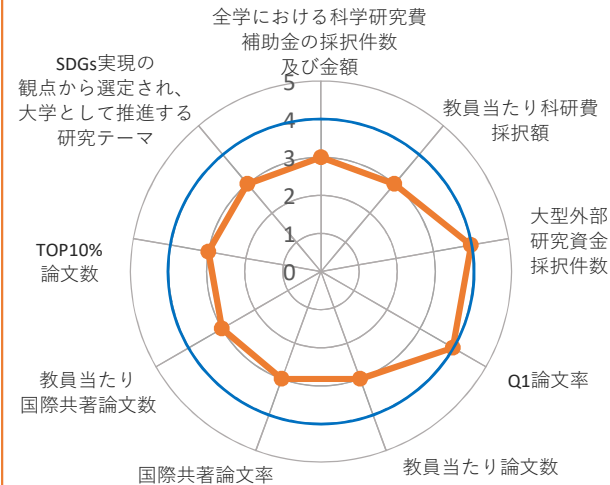 全学における科学研究費
補助金の採択件数
及び金額
教員当たり科研費
採択額
大型外部
研究資金
採択件数
Q1論文率
教員当たり論文数
国際共著論文率
教員当たり
国際共著論文数
TOP10%
論文数
SDGs実現の
観点から選定され、
大学として推進する
研究テーマ
5
4
3
2
1
0